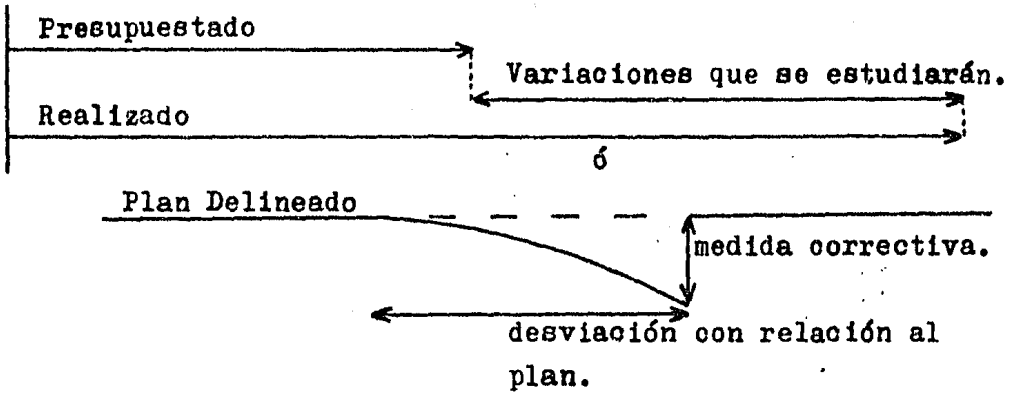 Presupuestado
Variaciones que se estudiarán.
Realizado
ó
Plan Delineado
medida correctiva.
desviación con relación al
plan.